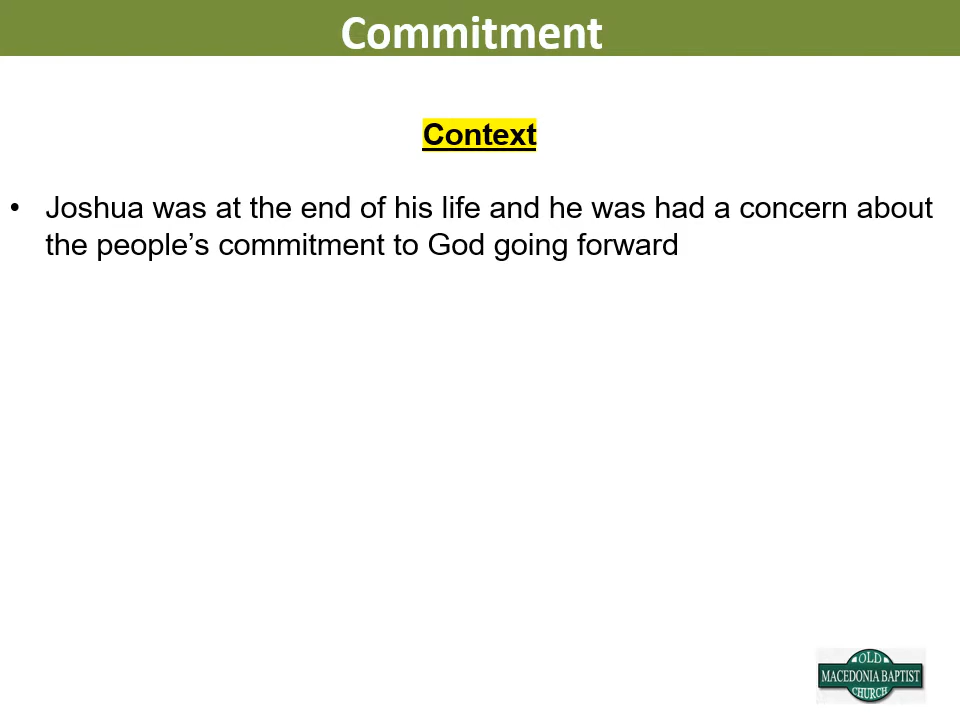 Commitment
Context
• Joshua was at the end of his life and he was had a concern about
the people’s commitment to God going forward
OLD
MACEDONIA BAPTIST
CHURCH